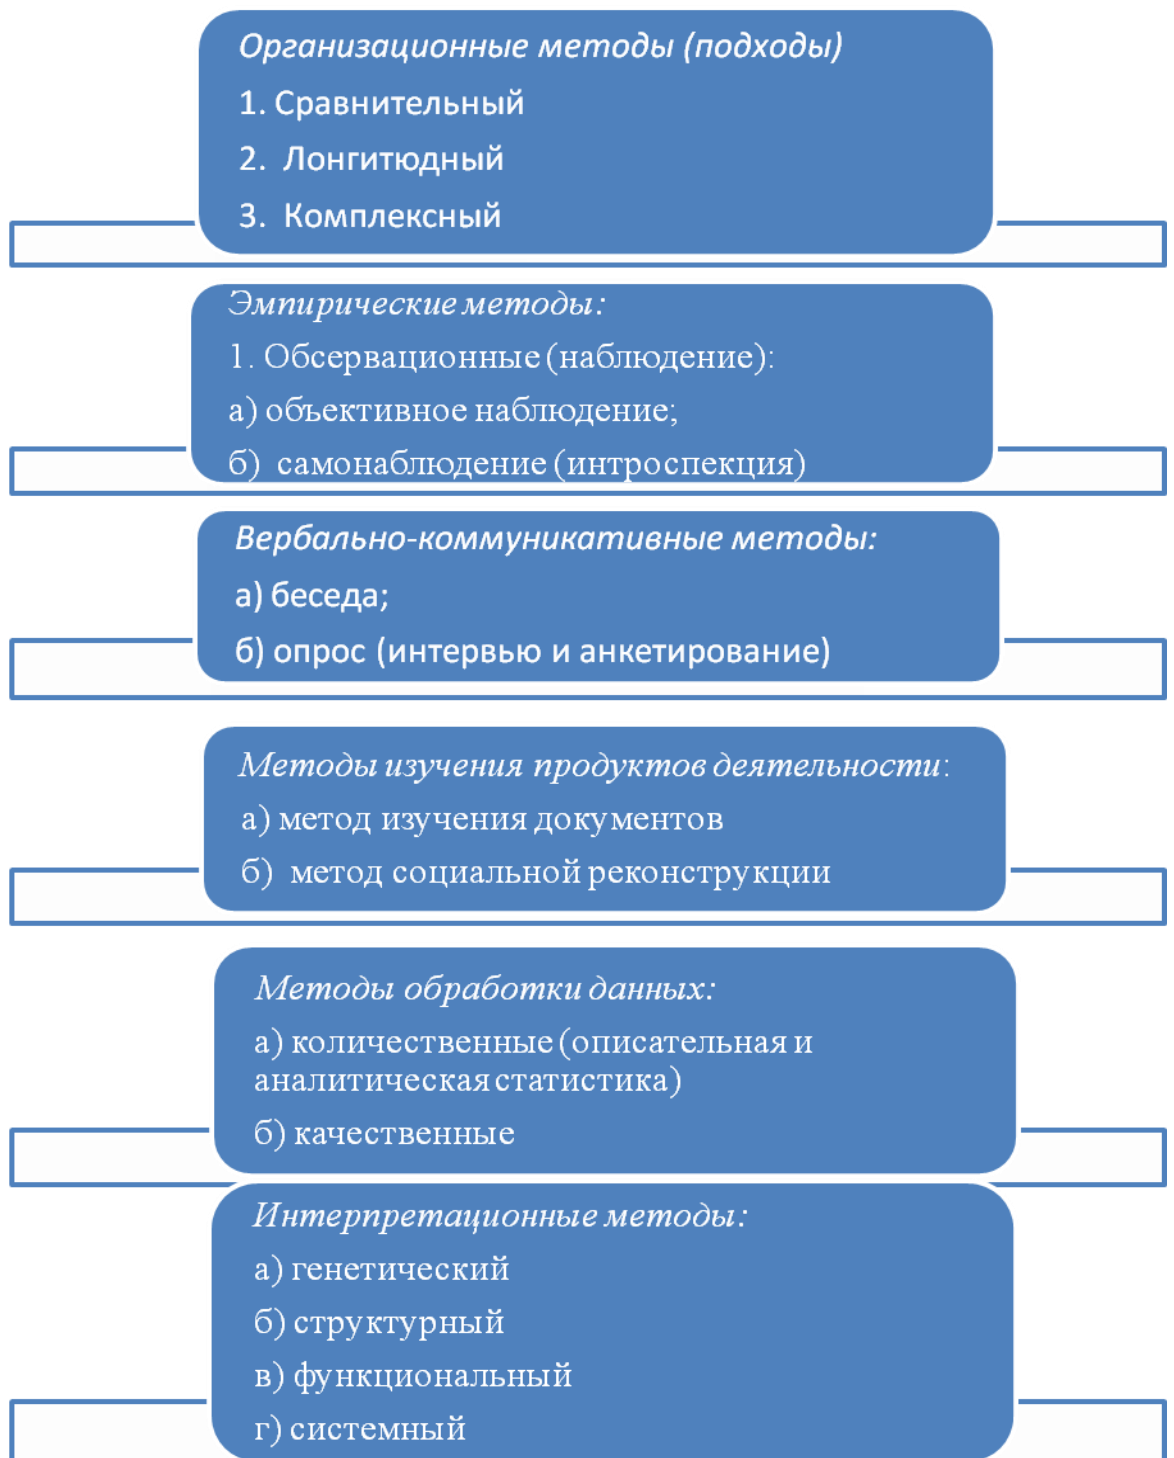 Организационные методы (подходы)
1. Сравнительный
2. Лонгитюдный
3. Комплексный
Эмпирические методы:
1. Обсервационные (наблюдение):
а) объективное наблюдение;
б) самонаблюдение (интроспекция)
Вербально-коммуникативные методы:
а) беседа;
б) опрос (интервью и анкетирование)
Методы изучения продуктов деятельности:
а) метод изучения документов
б) метод социальной реконструкции
Методы обработки данных:
а) количественные (описательная и
аналитическая статистика)
б) качественные
Интерпретационные методы:
а) генетический
б) структурный
в) функциональный
г) системный